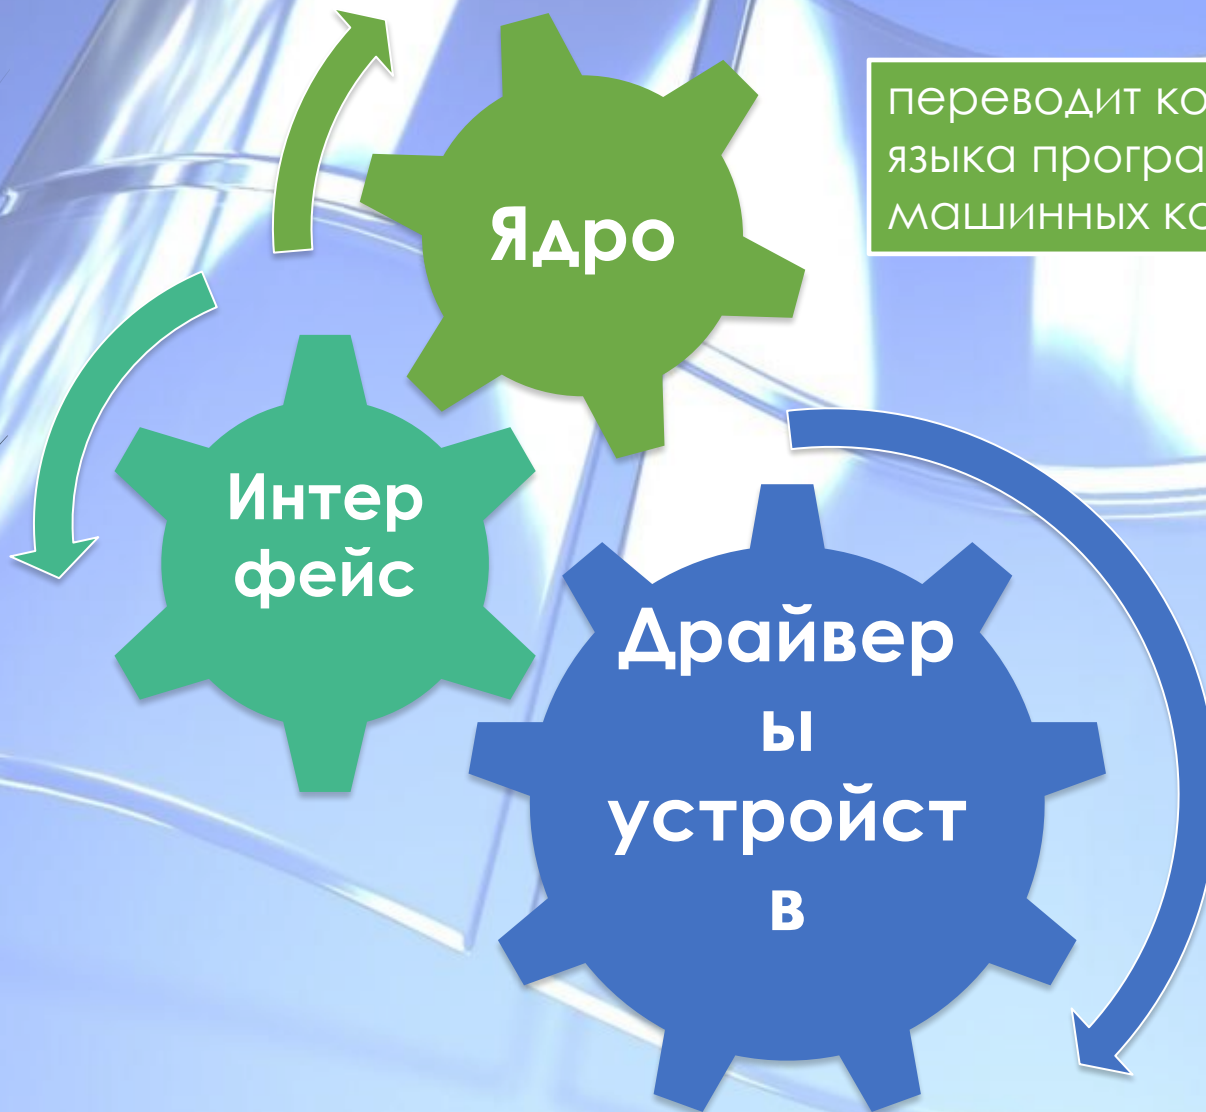 Ядро
переводит
языка
машинных
Интер
фейс
Драйвер
ы
устройст
в